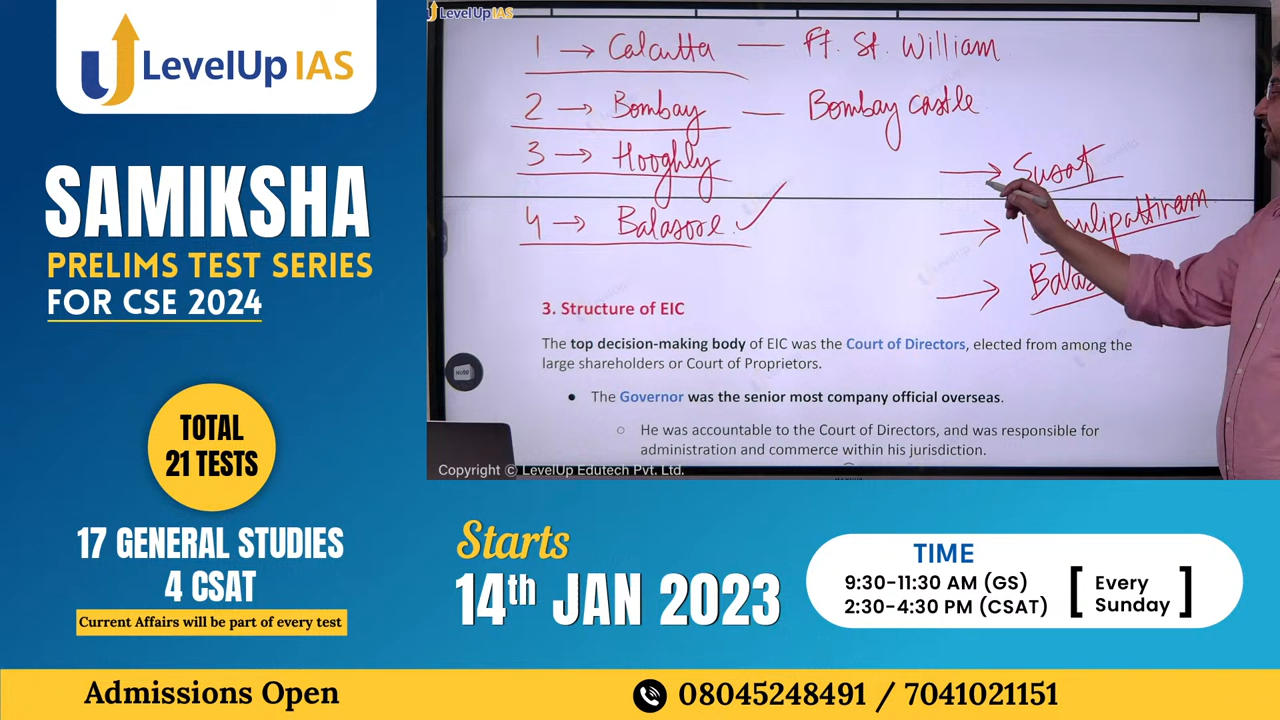 LevelUp IAS
SAMIKSHA
PRELIMS TEST SERIES
FOR CSE 2024
TOTAL
21 TESTS
17 GENERAL STUDIES
4 CSAT
Current Affairs will be part of every test
LevelUp IAS
1 → Calcutta — Ft. St. William
2 → Bombay — Bombay castle
3 → Hooghly
4 → Balasore ✓
→ Surat
→
→
3. Structure of EIC
The top decision-making body of EIC was the Court of Directors, elected from among the
large shareholders or Court of Proprietors.
● The Governor was the senior most company official overseas.
○ He was accountable to the Court of Directors, and was responsible for
administration and commerce within his jurisdiction.
Note
Copyright © LevelUp Edutech Pvt. Ltd.
Starts
14th JAN 2023
TIME
9:30-11:30 AM (GS)
2:30-4:30 PM (CSAT)
[ Every
Sunday ]
Admissions Open
08045248491 / 7041021151